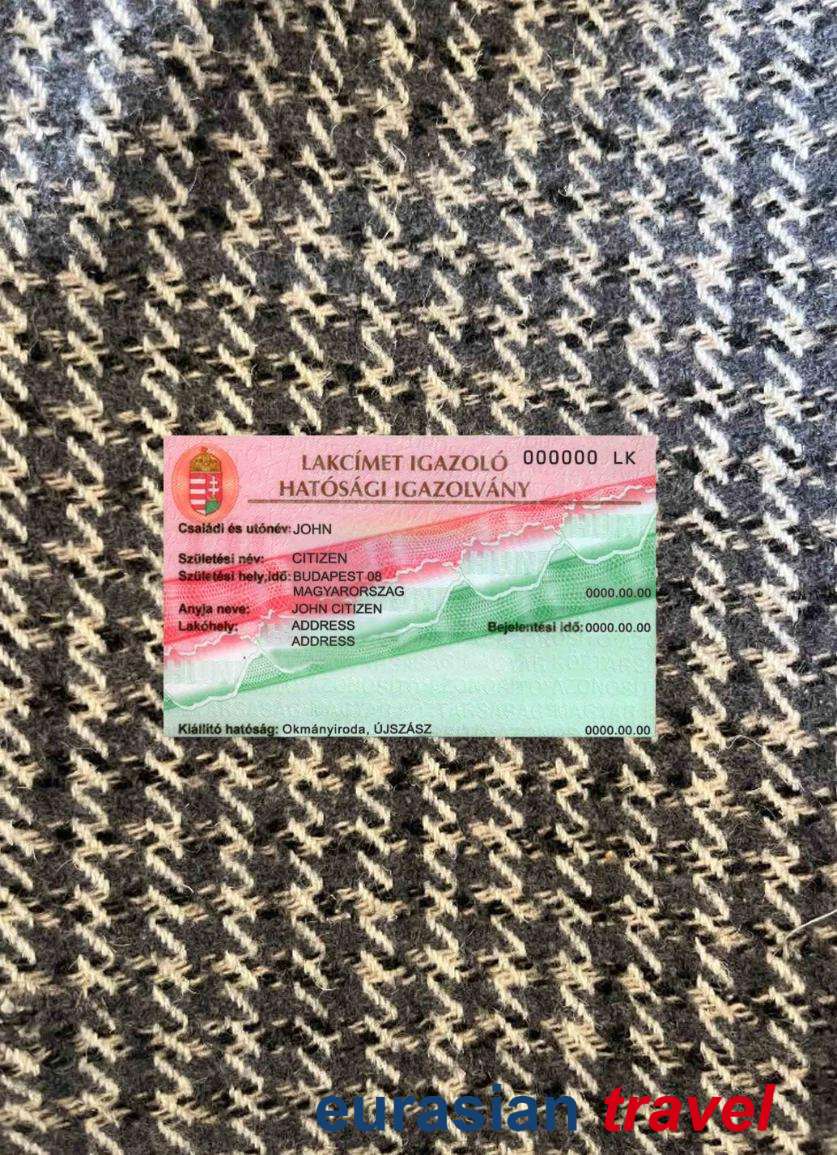 LAKCÍMET IGAZOLÓ 000000 LK
HATÓSÁGI IGAZOLVÁNY
Családi és utónév: JOHN
Születési név: CITIZEN
Születési hely,idő: BUDAPEST 08
MAGYARORSZAG 0000.00.00
Anyja neve: JOHN CITIZEN
Lakóhely: ADDRESS Bejelentési idő: 0000.00.00
ADDRESS
Kiállító hatóság: Okmányiroda, ÚJSZÁSZ 0000.00.00
eurasian travel